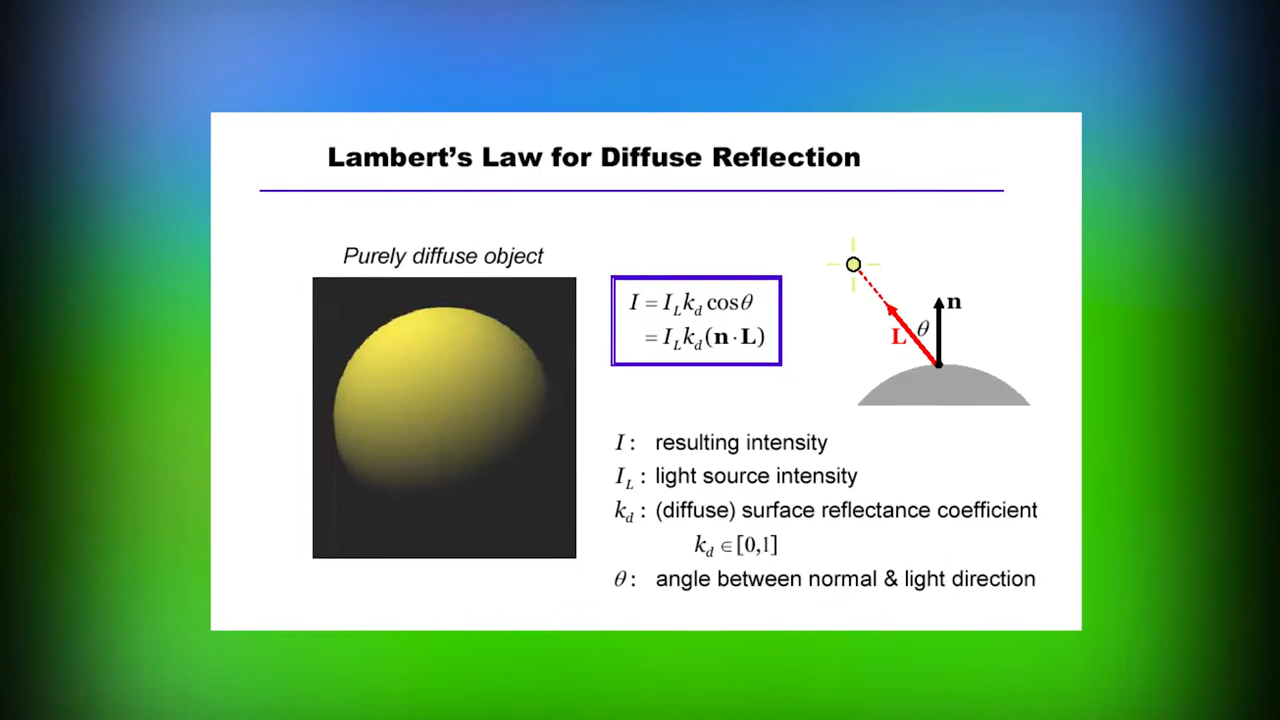 Lambert's Law for Diffuse Reflection
Purely diffuse object
I = I_L k_d cos θ
= I_L k_d (n · L)
n
L
θ
I : resulting intensity
I_L : light source intensity
k_d : (diffuse) surface reflectance coefficient
k_d ∈ [0,1]
θ : angle between normal & light direction